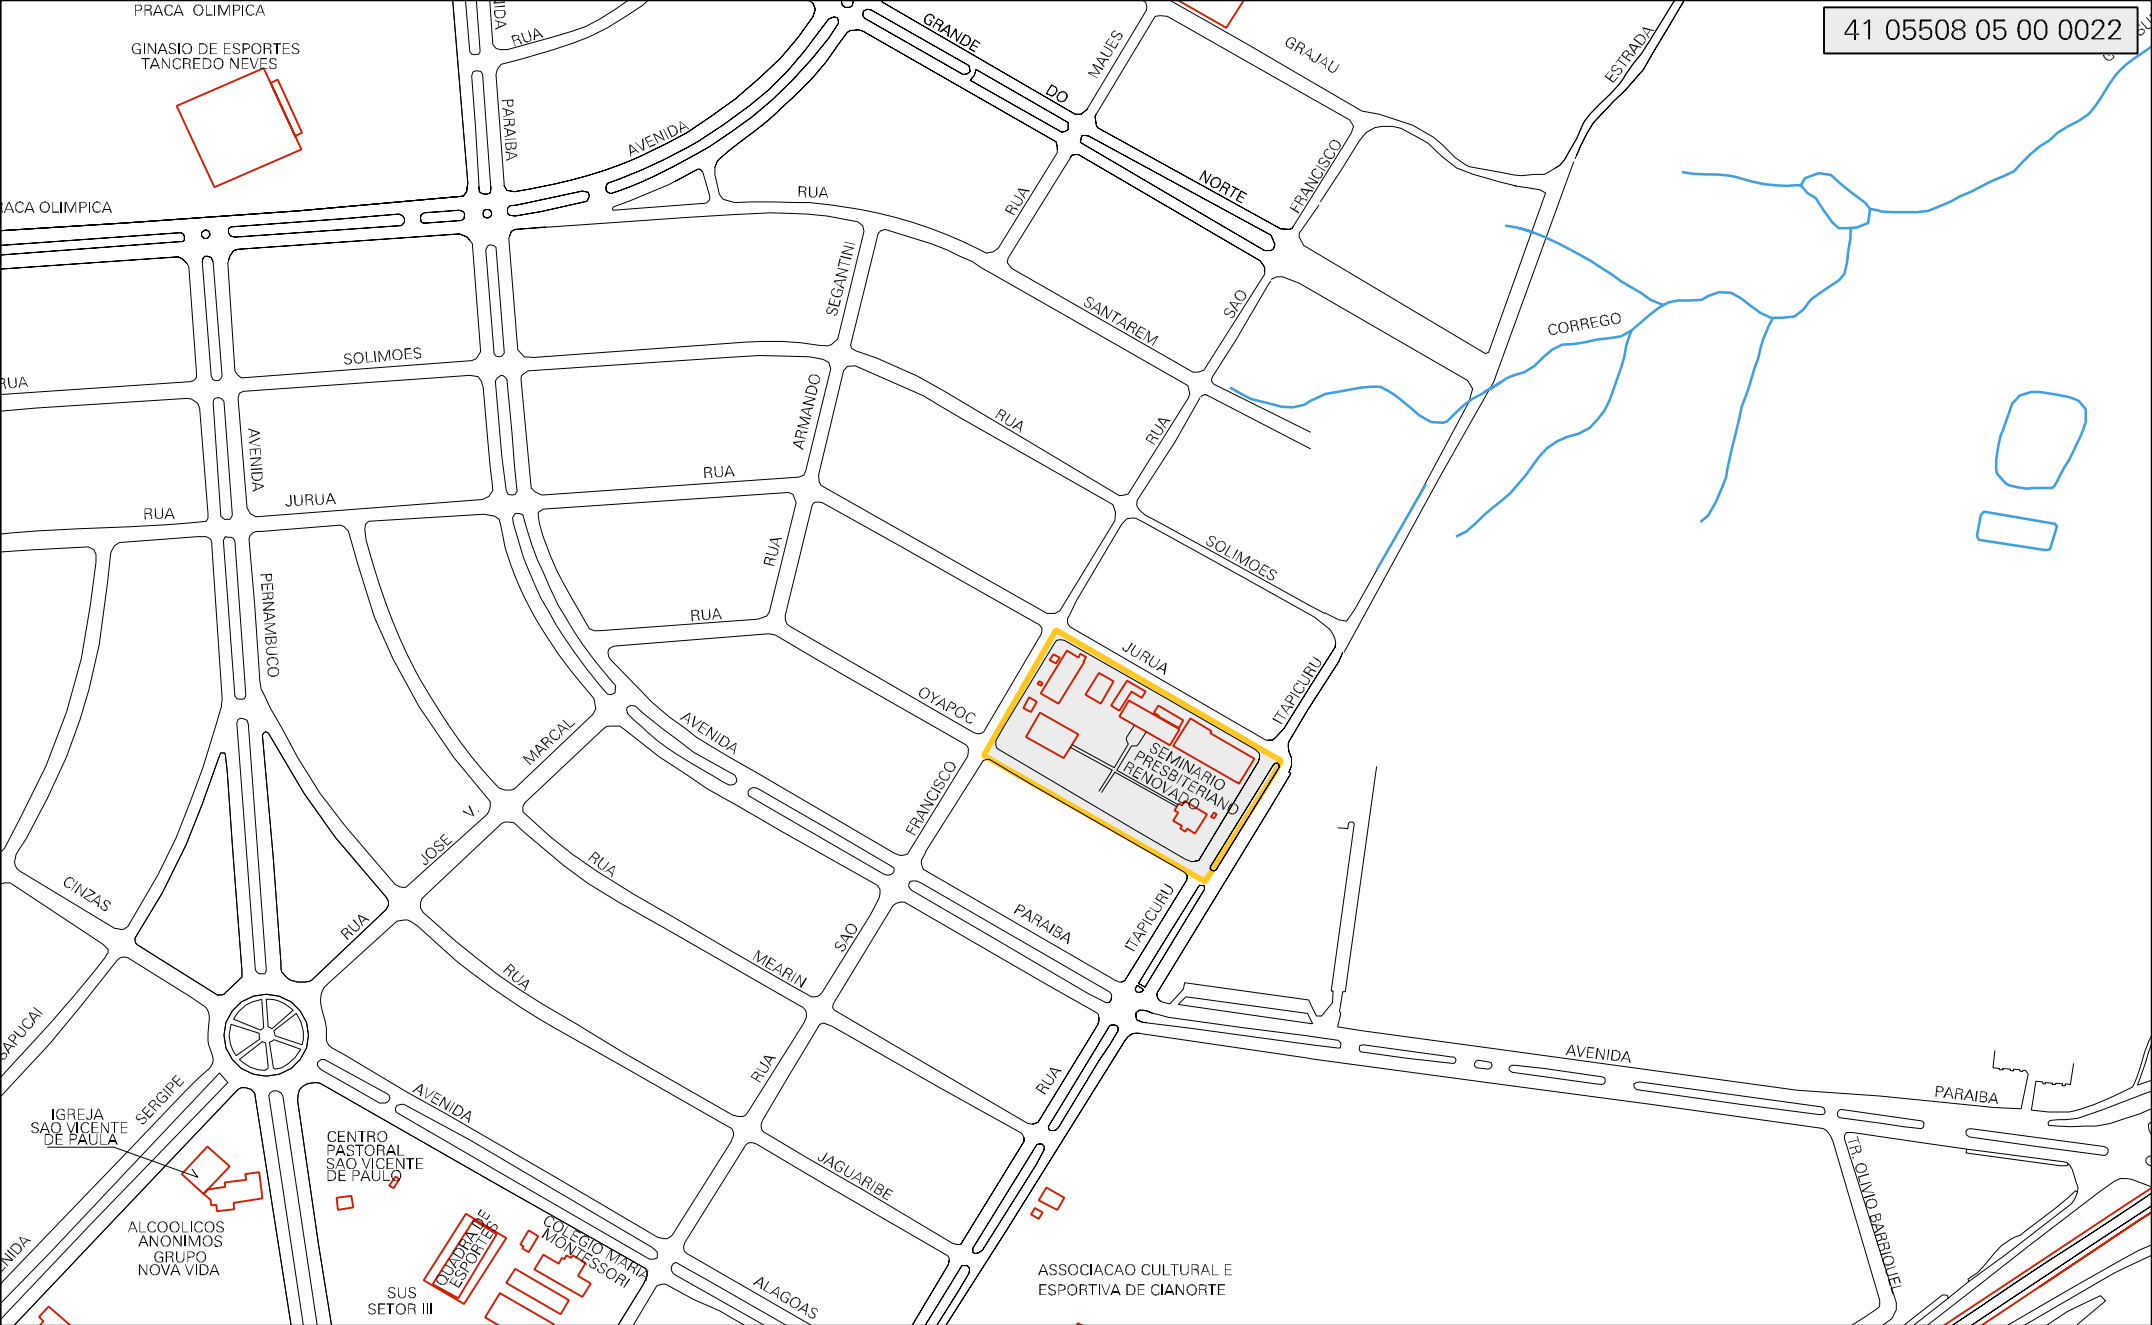 PRACA OLIMPICA
GINASIO DE ESPORTES
TANCREDO NEVES
RUA
PARAIBA
AVENIDA
GRANDE
DO
NORTE
MAUES
GRAJAU
ESTRADA
41 05508 05 00 0022
FRANCISCO
RUA
RUA
SEGANTINI
SANTAREM
SAO
CORREGO
SOLIMOES
RUA
AVENIDA
ARMANDO
RUA
RUA
RUA
JURUA
RUA
RUA
SOLIMOES
PERNAMBUCO
RUA
JURUA
ITAPICURU
OYAPOC
MARCAL
AVENIDA
SEMINARIO
PRESBITERIANO
RENOVADO
FRANCISCO
V.
JOSE
RUA
CINZAS
RUA
SAO
PARAIBA
ITAPICURU
MEARIN
RUA
SAPUCAI
SERGIPE
AVENIDA
RUA
RUA
AVENIDA
PARAIBA
IGREJA
SAO VICENTE
DE PAULA
CENTRO
PASTORAL
SAO VICENTE
DE PAULO
JAGUARIBE
TR. OLIVIO BARRIQUEL
ALCOOLICOS
ANONIMOS
GRUPO
NOVA VIDA
QUADRA DE
ESPORTES
COLEGIO MARIA
MONTESSORI
SUS
SETOR III
ALAGOAS
ASSOCIACAO CULTURAL E
ESPORTIVA DE CIANORTE